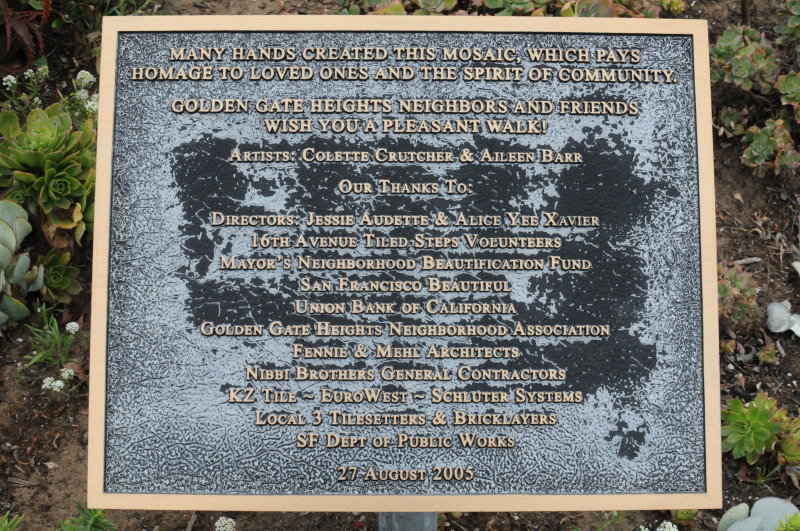 MANY HANDS CREATED THIS MOSAIC, WHICH PAYS
HOMAGE TO LOVED ONES AND THE SPIRIT OF COMMUNITY.
GOLDEN GATE HEIGHTS NEIGHBORS AND FRIENDS
WISH YOU A PLEASANT WALK!
ARTISTS: COLETTE CRUTCHER & AILEEN BARR
OUR THANKS TO:
DIRECTORS: JESSIE AUDETTE & ALICE YEE XAVIER
16TH AVENUE TILED STEPS VOLUNTEERS
MAYOR'S NEIGHBORHOOD BEAUTIFICATION FUND
SAN FRANCISCO BEAUTIFUL
UNION BANK OF CALIFORNIA
GOLDEN GATE HEIGHTS NEIGHBORHOOD ASSOCIATION
FENNIE & MEHL ARCHITECTS
NIBBI BROTHERS GENERAL CONTRACTORS
KZ TILE ~ EUROWEST ~ SCHLUTER SYSTEMS
LOCAL 3 TILESETTERS & BRICKLAYERS
SF DEPT OF PUBLIC WORKS
27 AUGUST 2005